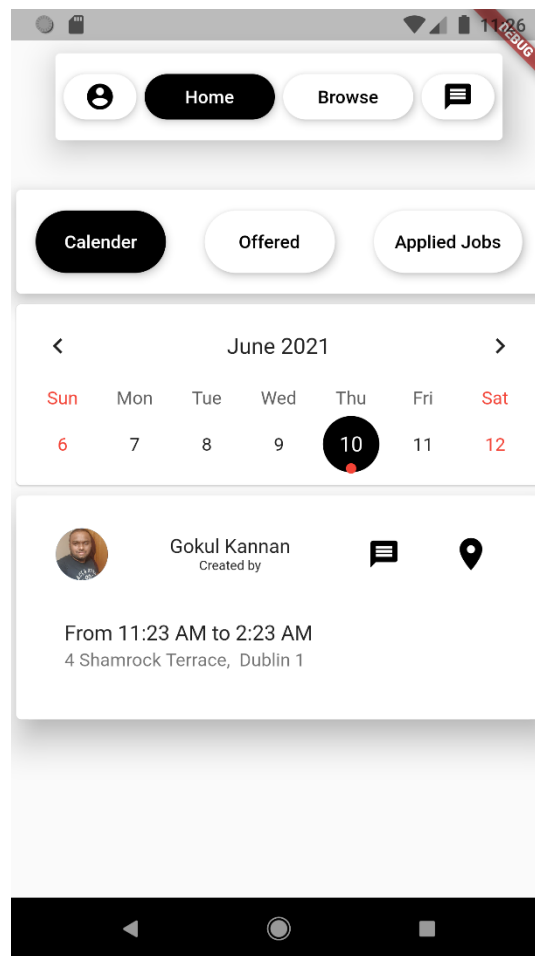 11:26
DEBUG
Home Browse
Calender Offered Applied Jobs
June 2021
Sun Mon Tue Wed Thu Fri Sat
6 7 8 9 10 11 12
Gokul Kannan
Created by
From 11:23 AM to 2:23 AM
4 Shamrock Terrace, Dublin 1